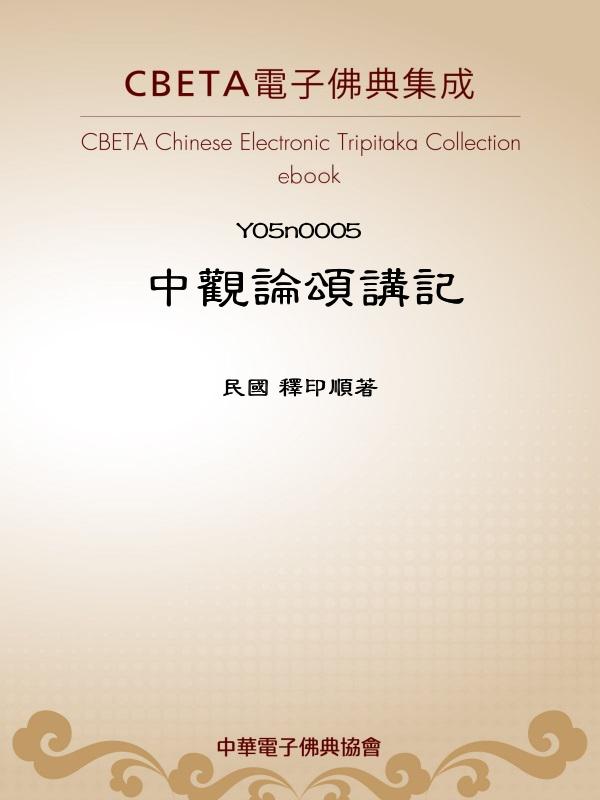 CBETA電子佛典集成
CBETA Chinese Electronic Tripitaka Collection
ebook
Y05n0005
中觀論頌講記
民國 釋印順著
中華電子佛典協會